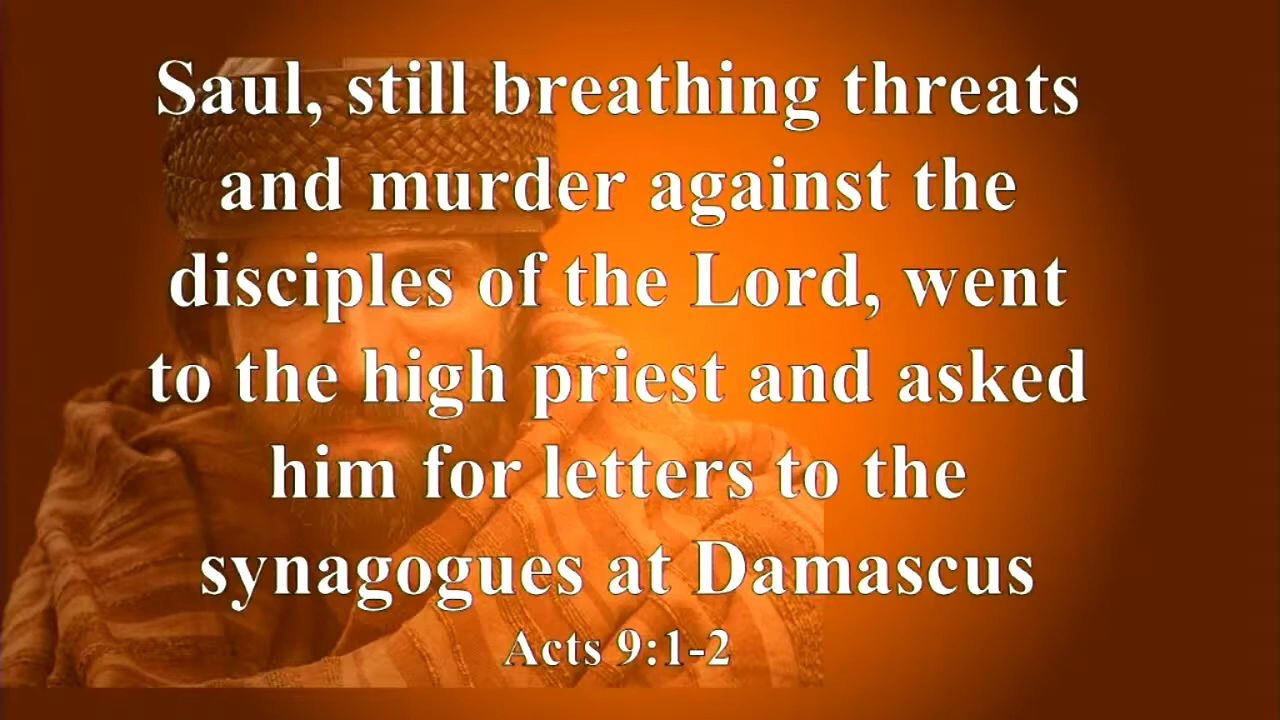 Saul, still breathing threats
and murder against the
disciples of the Lord, went
to the high priest and asked
him for letters to the
synagogues at Damascus
Acts 9:1-2